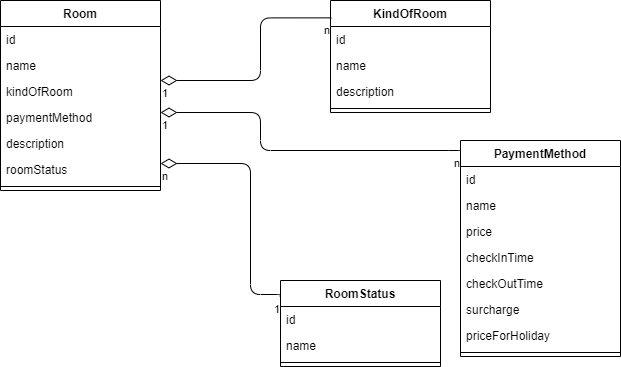 Room
id
name
kindOfRoom
paymentMethod
description
roomStatus
1
1
n
KindOfRoom
n
id
name
description
PaymentMethod
n
id
name
price
checkInTime
checkOutTime
surcharge
priceForHoliday
RoomStatus
1
id
name